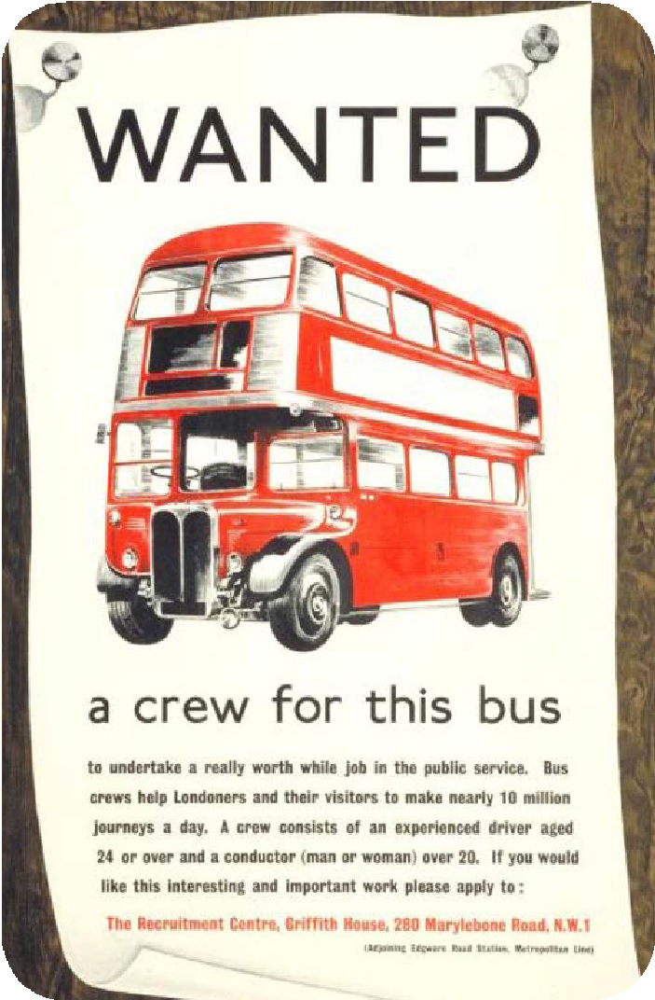 WANTED
a crew for this bus
to undertake a really worth while job in the public service. Bus
crews help Londoners and their visitors to make nearly 10 million
journeys a day. A crew consists of an experienced driver aged
24 or over and a conductor (man or woman) over 20. If you would
like this interesting and important work please apply to :
The Recruitment Centre, Griffith House, 280 Marylebone Road, N.W.1
(Adjoining Edgware Road Station, Metropolitan Line)